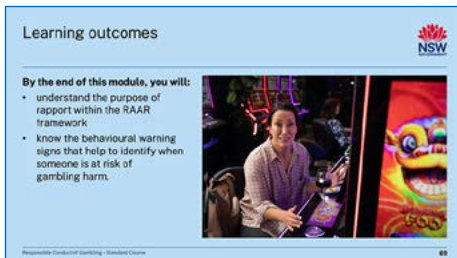 Learning outcomes
NSW
GOVERNMENT
By the end of this module, you will:
• understand the purpose of
rapport within the RAAR
framework
• know the behavioural warning
signs that help to identify when
someone is at risk of
gambling harm.
Responsible Conduct of Gambling – Standard Course
69